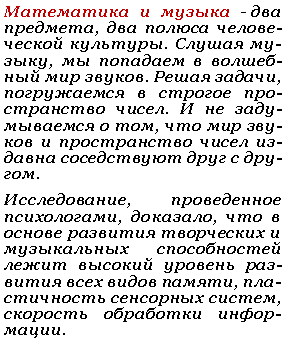 Математика и музыка - два
предмета, два полюса челове-
ческой культуры. Слушая му-
зыку, мы попадаем в волшеб-
ный мир звуков. Решая задачи,
погружаемся в строгое про-
странство чисел. И не заду-
мываемся о том, что мир зву-
ков и пространство чисел из-
давна соседствуют друг с дру-
гом.
Исследование, проведенное
психологами, доказало, что в
основе развития творческих и
музыкальных способностей
лежит высокий уровень раз-
вития всех видов памяти, пла-
стичность сенсорных систем,
скорость обработки инфор-
мации.